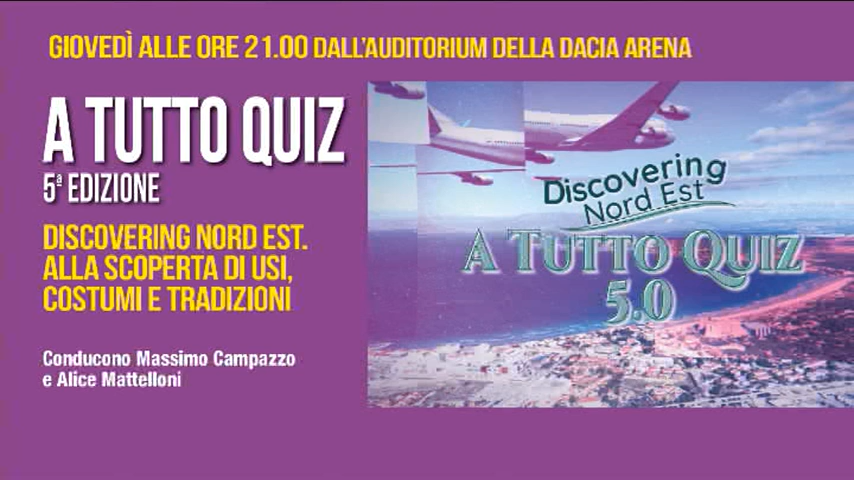 GIOVEDÌ ALLE ORE 21.00 DALL'AUDITORIUM DELLA DACIA ARENA
A TUTTO QUIZ
5ª EDIZIONE
DISCOVERING NORD EST.
ALLA SCOPERTA DI USI,
COSTUMI E TRADIZIONI
Conducono Massimo Campazzo
e Alice Mattelloni
Discovering
Nord Est
A TUTTO QUIZ
5.0